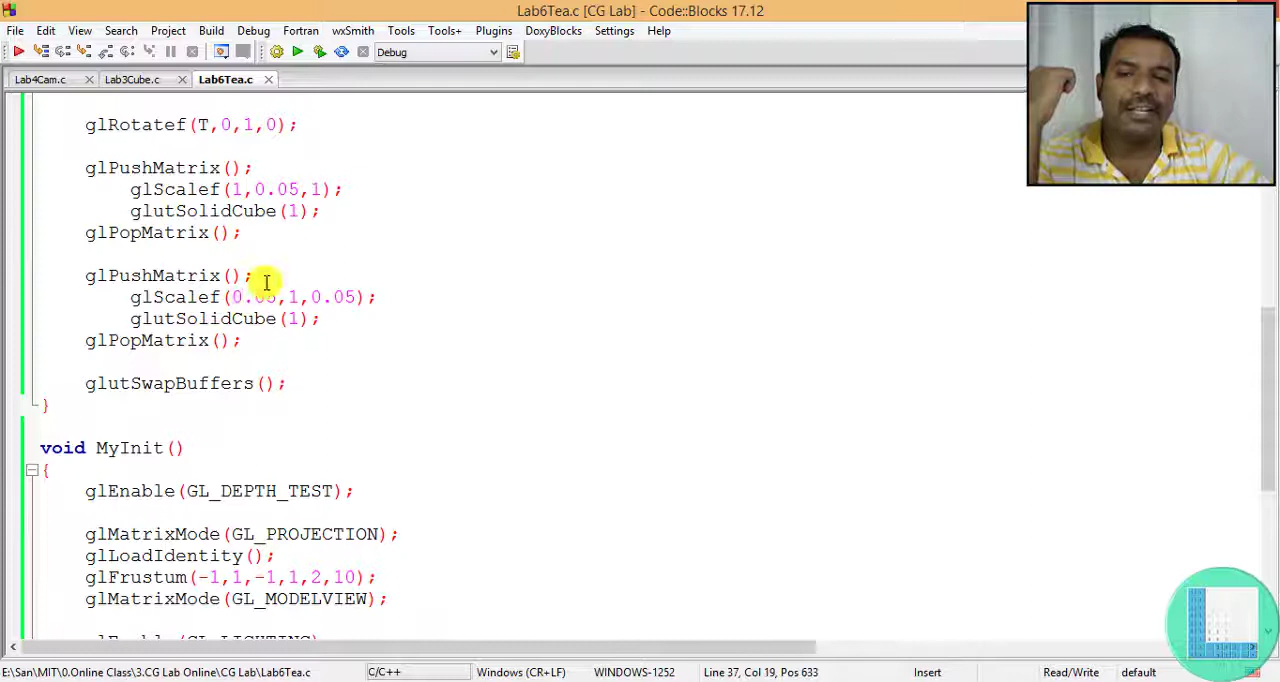 Lab6Tea.c [CG Lab] - Code::Blocks 17.12
File Edit View Search Project Build Debug Fortran wxSmith Tools Tools+ Plugins DoxyBlocks Settings Help
Debug
Lab4Cam.c Lab3Cube.c Lab6Tea.c
glRotatef(T,0,1,0);
glPushMatrix();
glScalef(1,0.05,1);
glutSolidCube(1);
glPopMatrix();
glPushMatrix();
glScalef(0.05,1,0.05);
glutSolidCube(1);
glPopMatrix();
glutSwapBuffers();
}
void MyInit()
{
glEnable(GL_DEPTH_TEST);
glMatrixMode(GL_PROJECTION);
glLoadIdentity();
glFrustum(-1,1,-1,1,2,10);
glMatrixMode(GL_MODELVIEW);
glEnable(GL_LIGHTING)
E:\San\MIT\0.Online Class\3.CG Lab Online\CG Lab\Lab6Tea.c C/C++ Windows (CR+LF) WINDOWS-1252 Line 37, Col 19, Pos 633 Insert Read/Write default